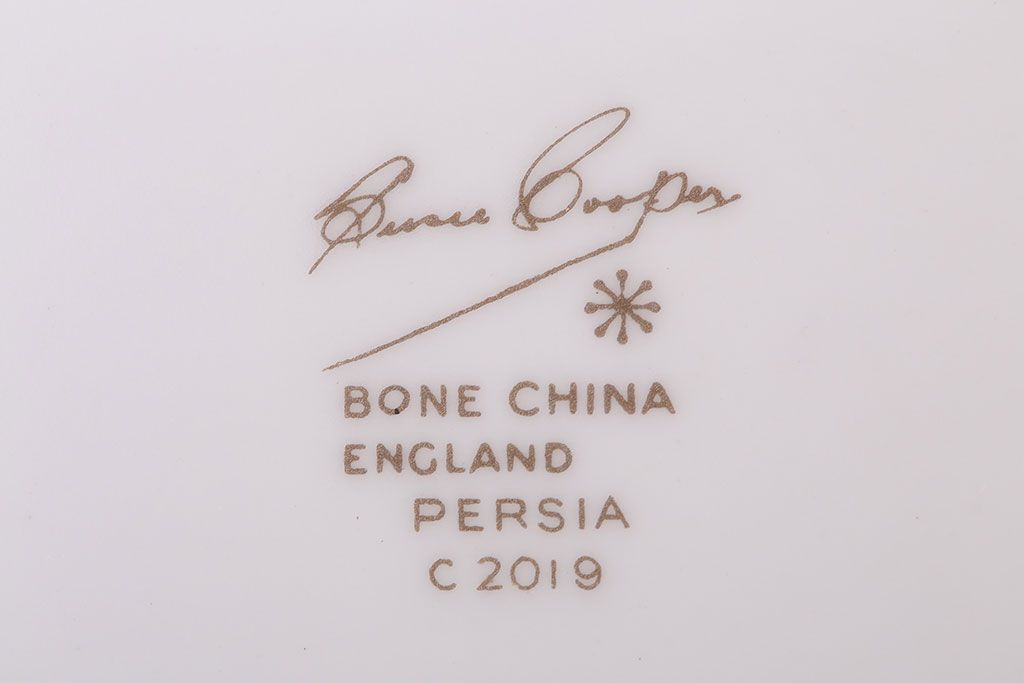 Susie Cooper
BONE CHINA
ENGLAND
PERSIA
C 2019